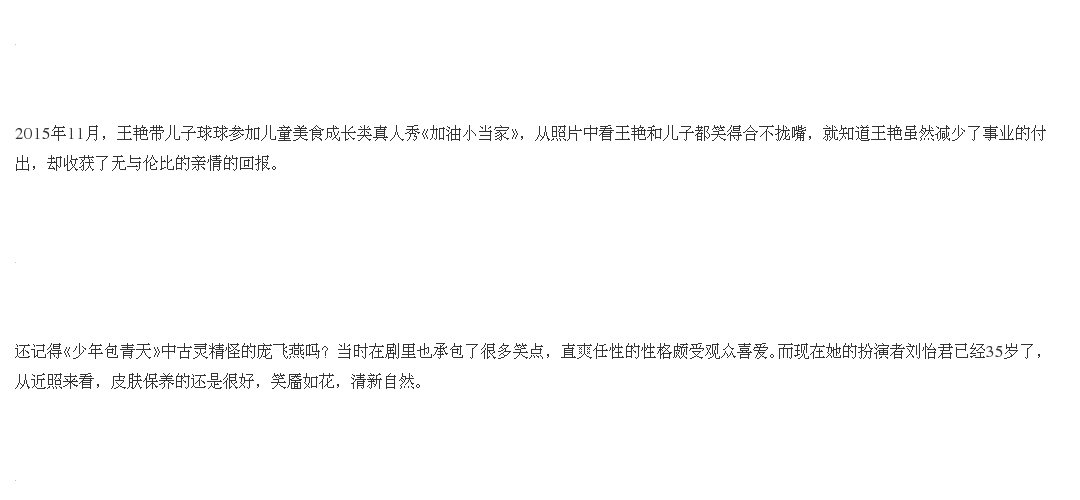 2015年11月，王艳带儿子球球参加儿童美食成长类真人秀《加油小当家》，从照片中看王艳和儿子都笑得合不拢嘴，就知道王艳虽然减少了事业的付
出，却收获了无与伦比的亲情的回报。
还记得《少年包青天》中古灵精怪的庞飞燕吗？当时在剧里也承包了很多笑点，直爽任性的性格颇受观众喜爱。而现在她的扮演者刘怡君已经35岁了，
从近照来看，皮肤保养的还是很好，笑靥如花，清新自然。